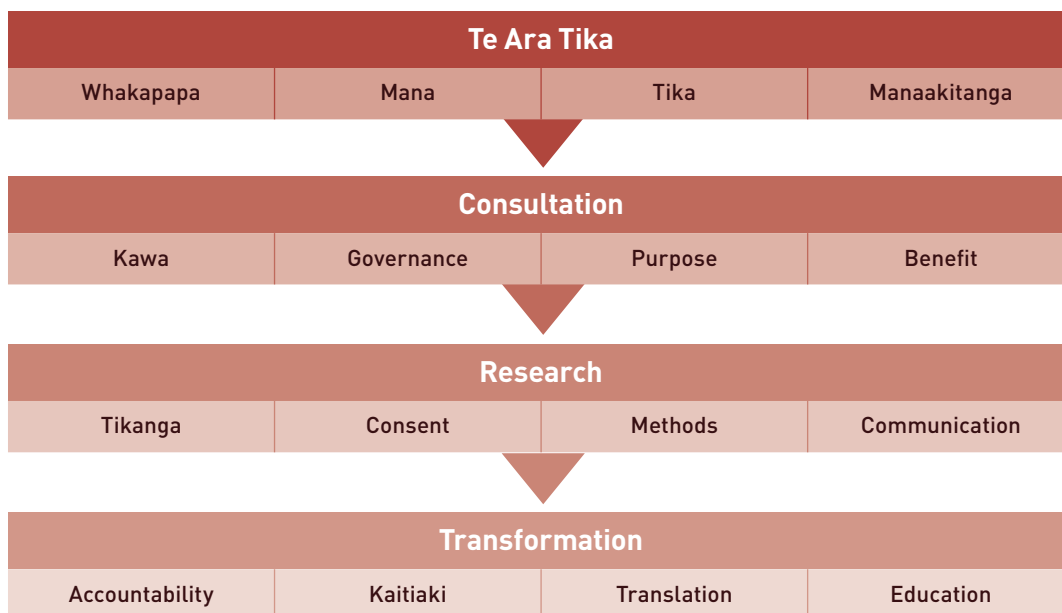 Te Ara Tika
Whakapapa Mana Tika Manaakitanga
Consultation
Kawa Governance Purpose Benefit
Research
Tikanga Consent Methods Communication
Transformation
Accountability Kaitiaki Translation Education